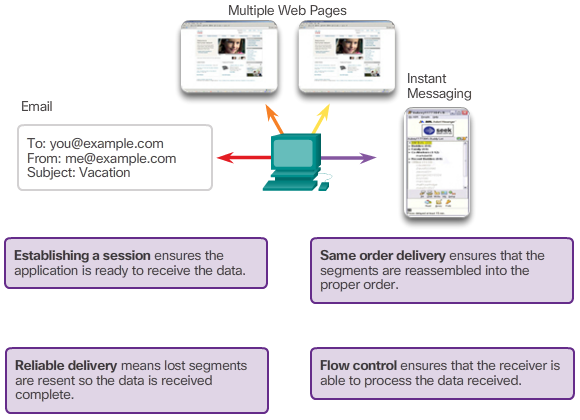 Multiple Web Pages
Instant
Messaging
Email
To: you@example.com
From: me@example.com
Subject: Vacation
seek
Establishing a session ensures the
application is ready to receive the data.
Same order delivery ensures that the
segments are reassembled into the
proper order.
Reliable delivery means lost segments
are resent so the data is received
complete.
Flow control ensures that the receiver is
able to process the data received.